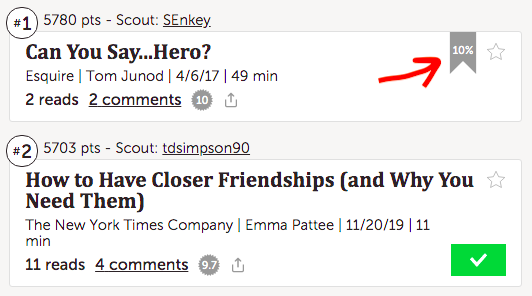 #1 5780 pts - Scout: SEnkey
Can You Say...Hero?
10%
Esquire | Tom Junod | 4/6/17 | 49 min
2 reads 2 comments 10
#2 5703 pts - Scout: tdsimpson90
How to Have Closer Friendships (and Why You
Need Them)
The New York Times Company | Emma Pattee | 11/20/19 | 11
min
11 reads 4 comments 9.7